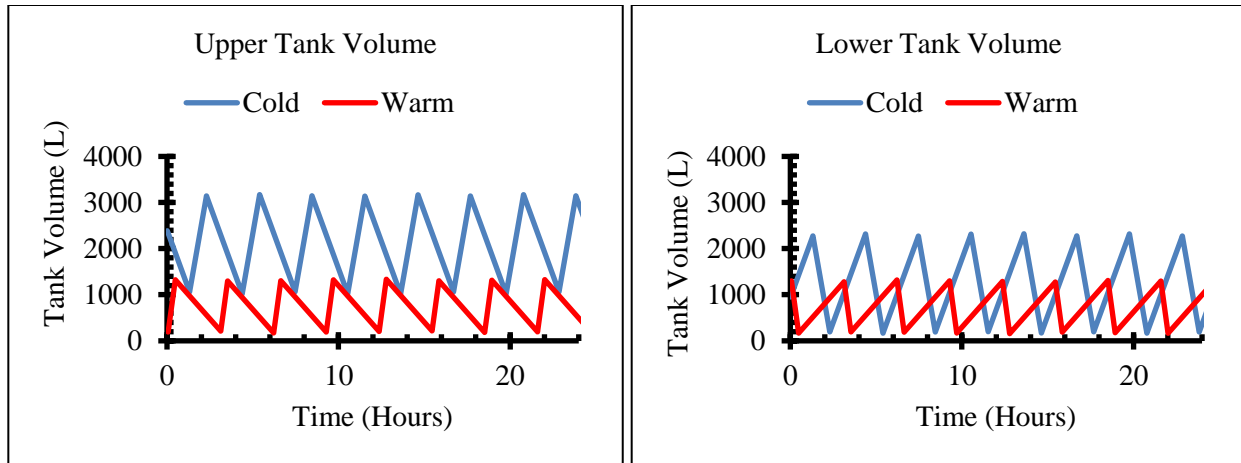 Upper Tank Volume
Cold Warm
Tank Volume (L)
4000
3000
2000
1000
0
0 10 20
Time (Hours)
Lower Tank Volume
Cold Warm
Tank Volume (L)
4000
3000
2000
1000
0
0 10 20
Time (Hours)